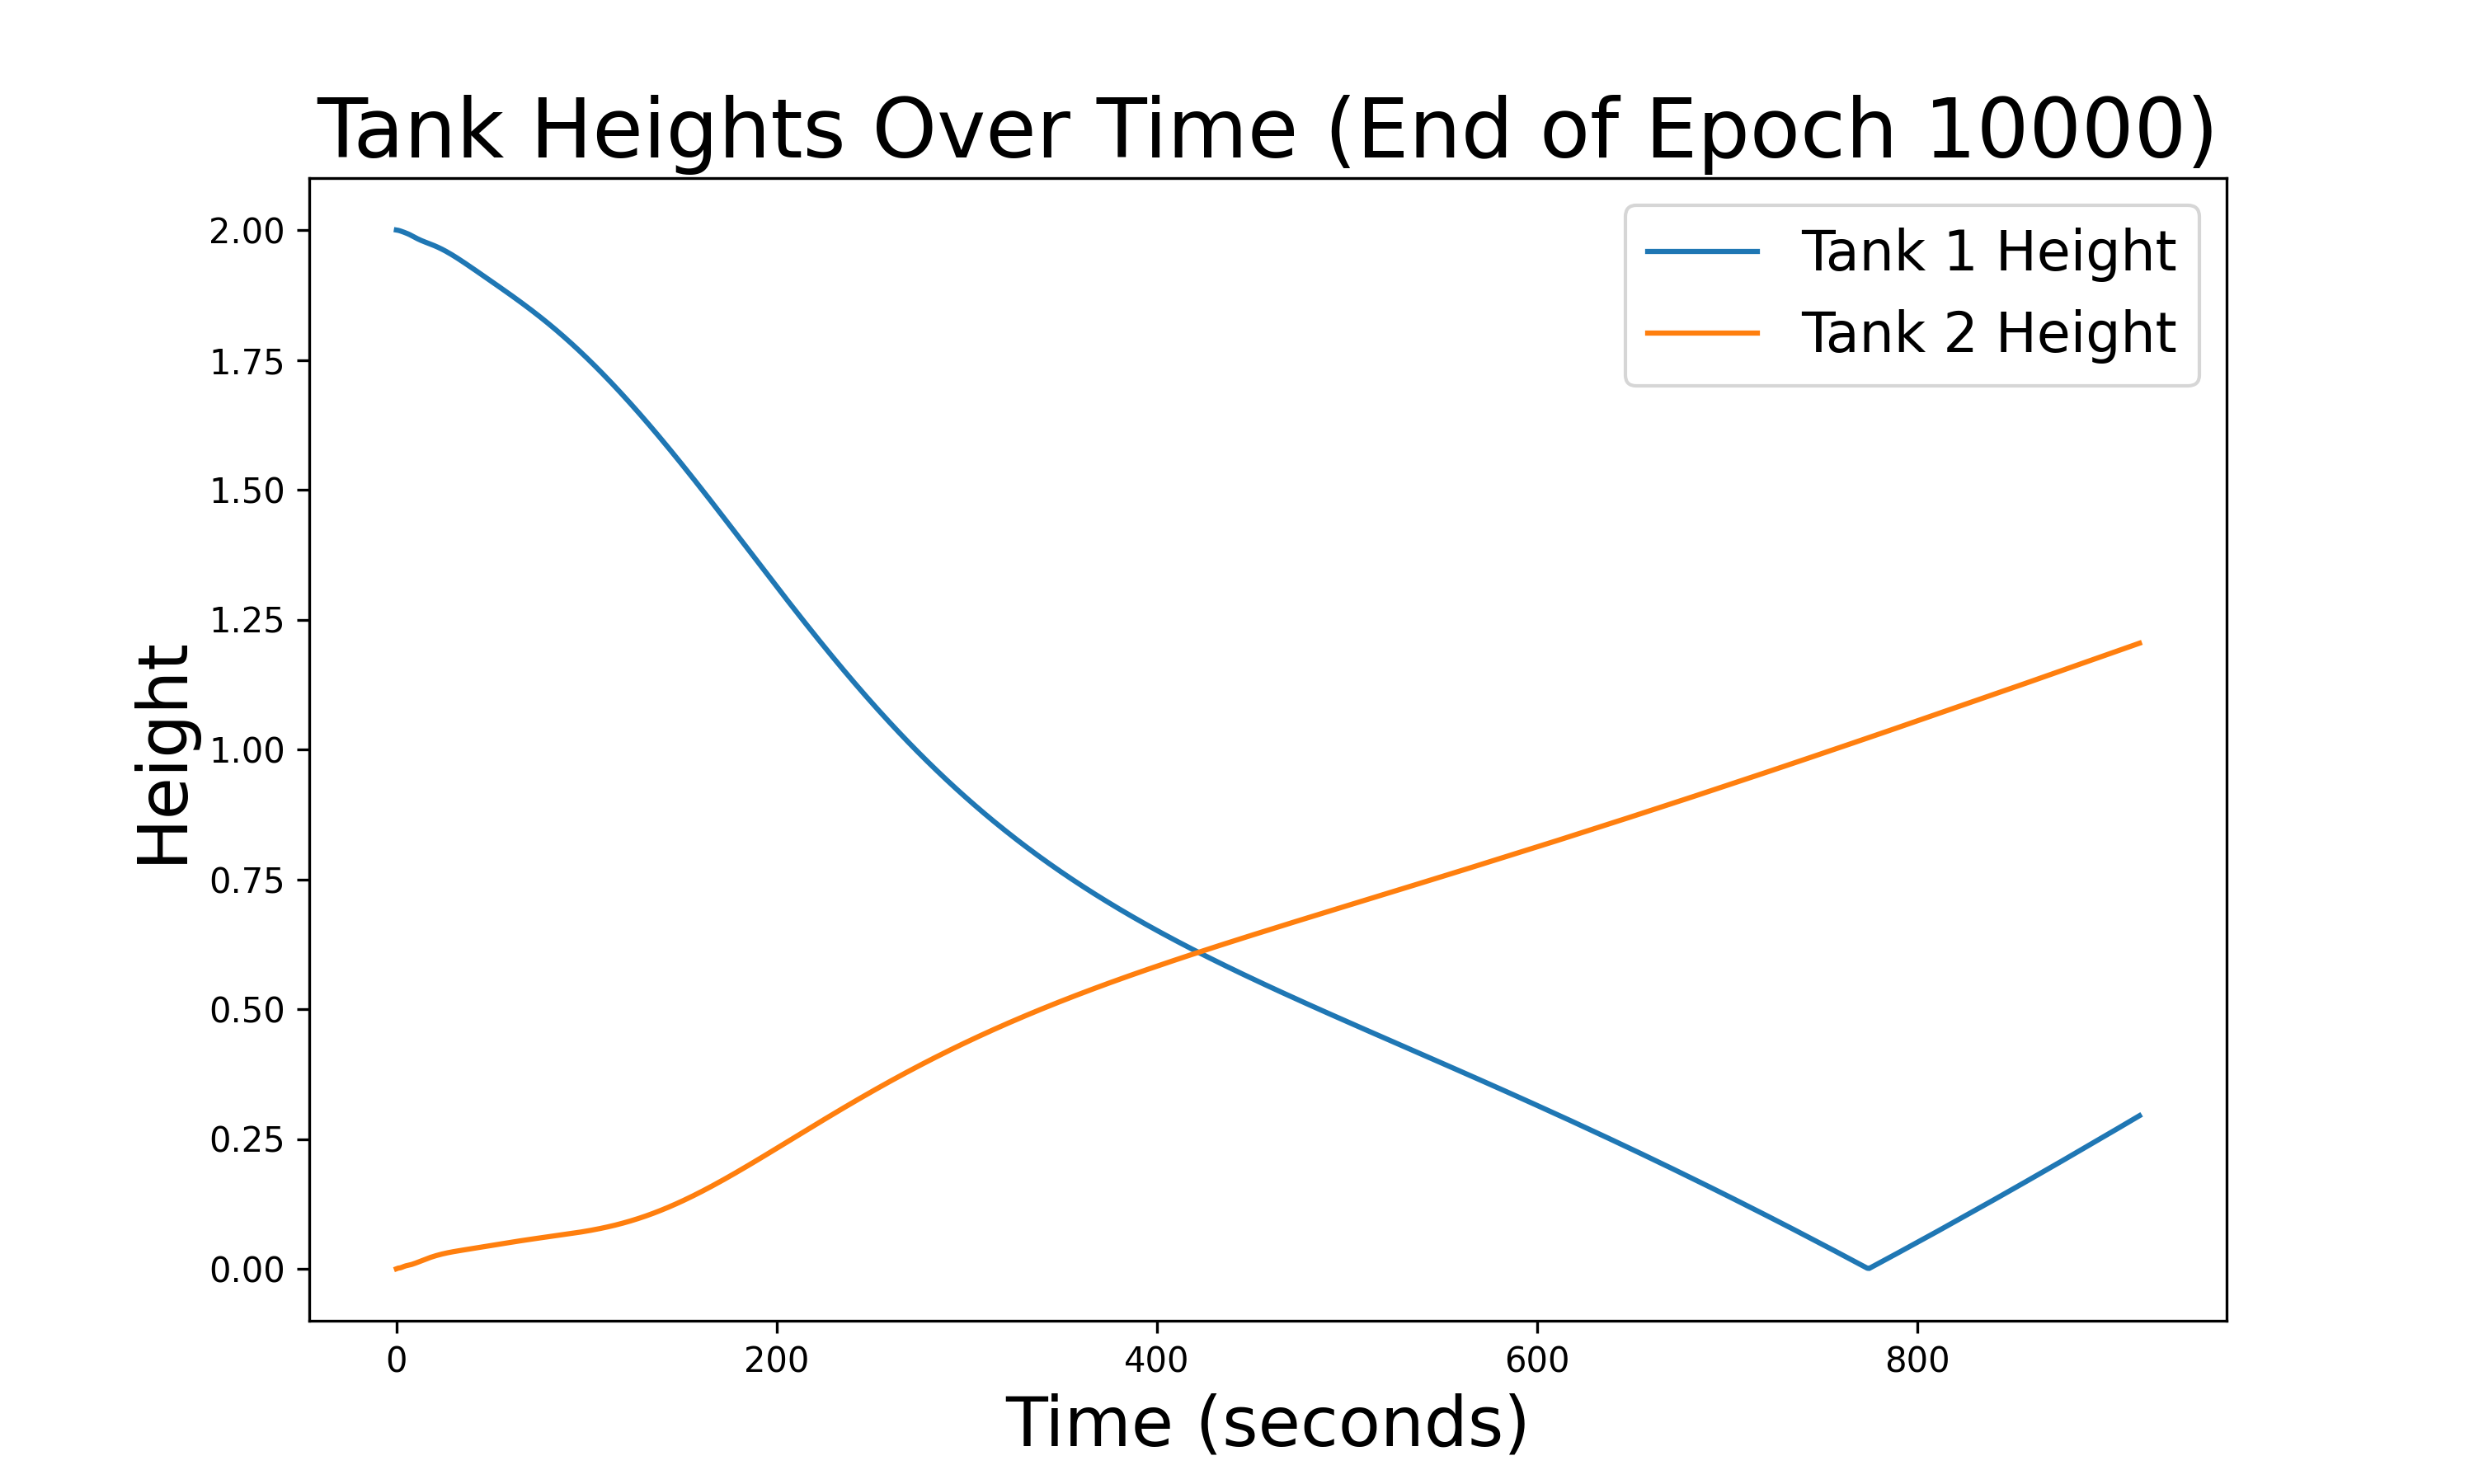 Tank Heights Over Time (End of Epoch 10000)
Tank 1 Height
Tank 2 Height
Height
2.00
1.75
1.50
1.25
1.00
0.75
0.50
0.25
0.00
0 200 400 600 800
Time (seconds)